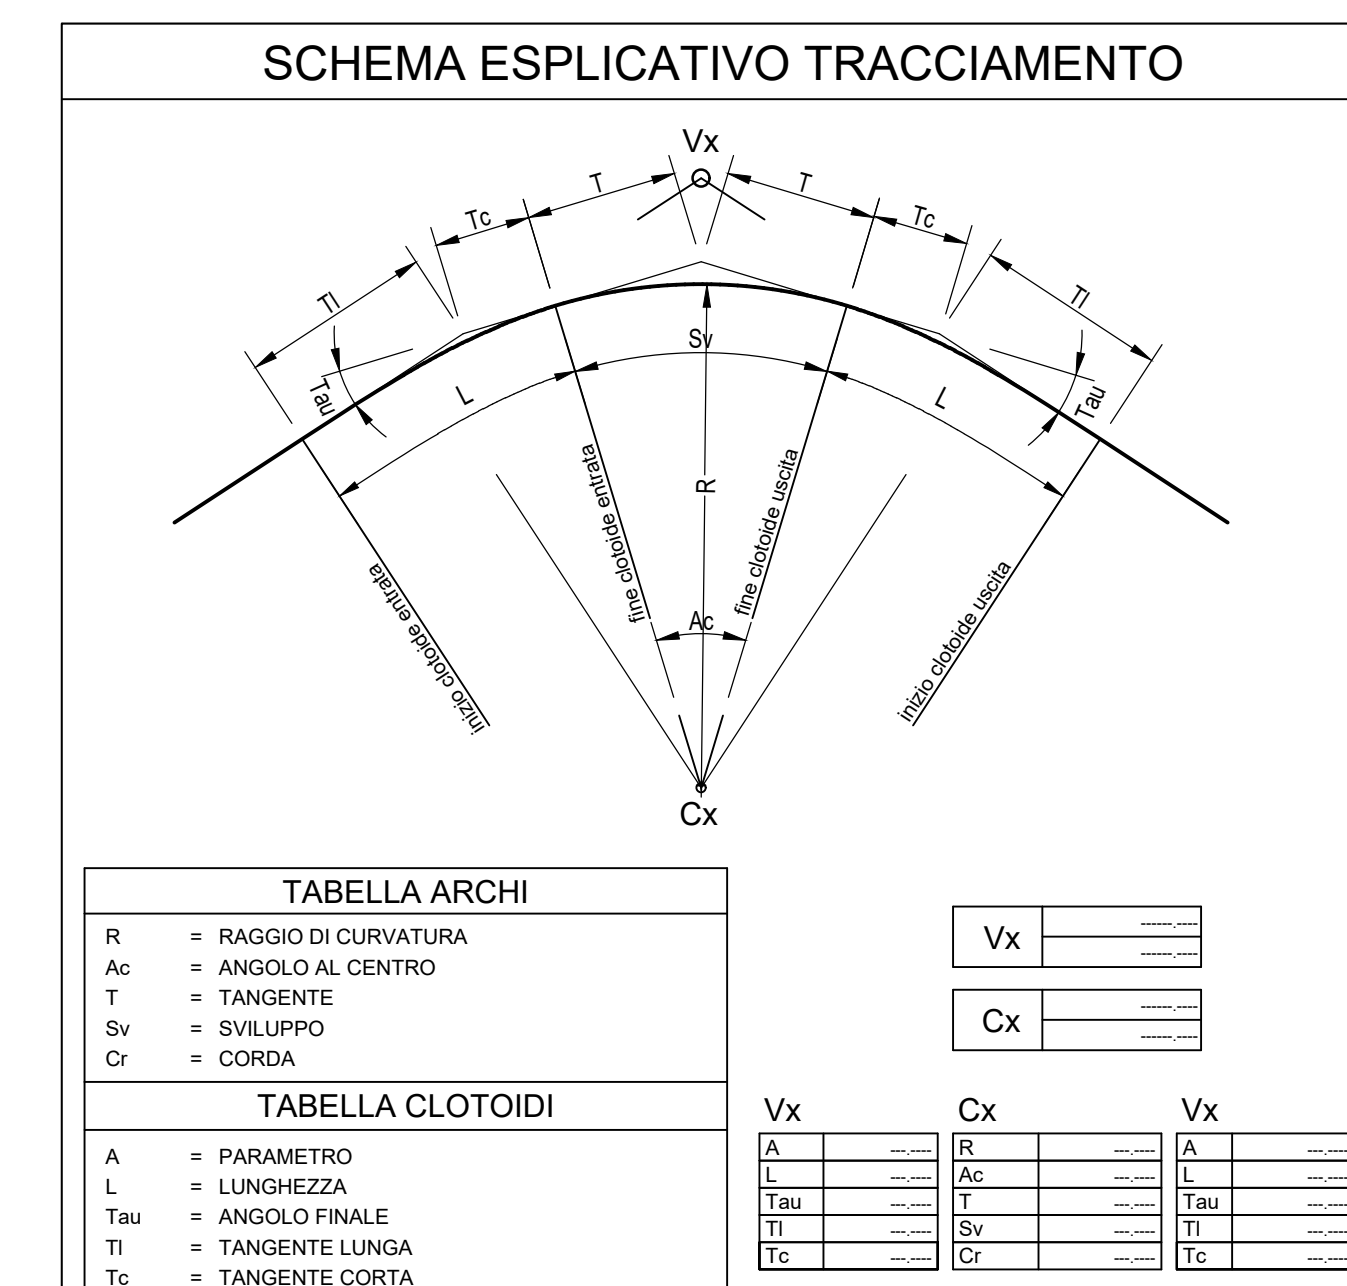 SCHEMA ESPLICATIVO TRACCIAMENTO
Vx
T
T
Tc
Tc
Tl
Tl
Sv
Tau
Tau
L
L
R
fine clotoide entrata
fine clotoide uscita
inizio clotoide entrata
inizio clotoide uscita
Ac
Cx
TABELLA ARCHI
R = RAGGIO DI CURVATURA
Ac = ANGOLO AL CENTRO
T = TANGENTE
Sv = SVILUPPO
Cr = CORDA
TABELLA CLOTOIDI
A = PARAMETRO
L = LUNGHEZZA
Tau = ANGOLO FINALE
Tl = TANGENTE LUNGA
Tc = TANGENTE CORTA
Vx ------.----
------.----
Cx ------.----
------.----
Vx Cx Vx
A ---.---- R ---.---- A ---.----
L ---.---- Ac ---.---- L ---.----
Tau ---.---- T ---.---- Tau ---.----
Tl ---.---- Sv ---.---- Tl ---.----
Tc ---.---- Cr ---.---- Tc ---.----